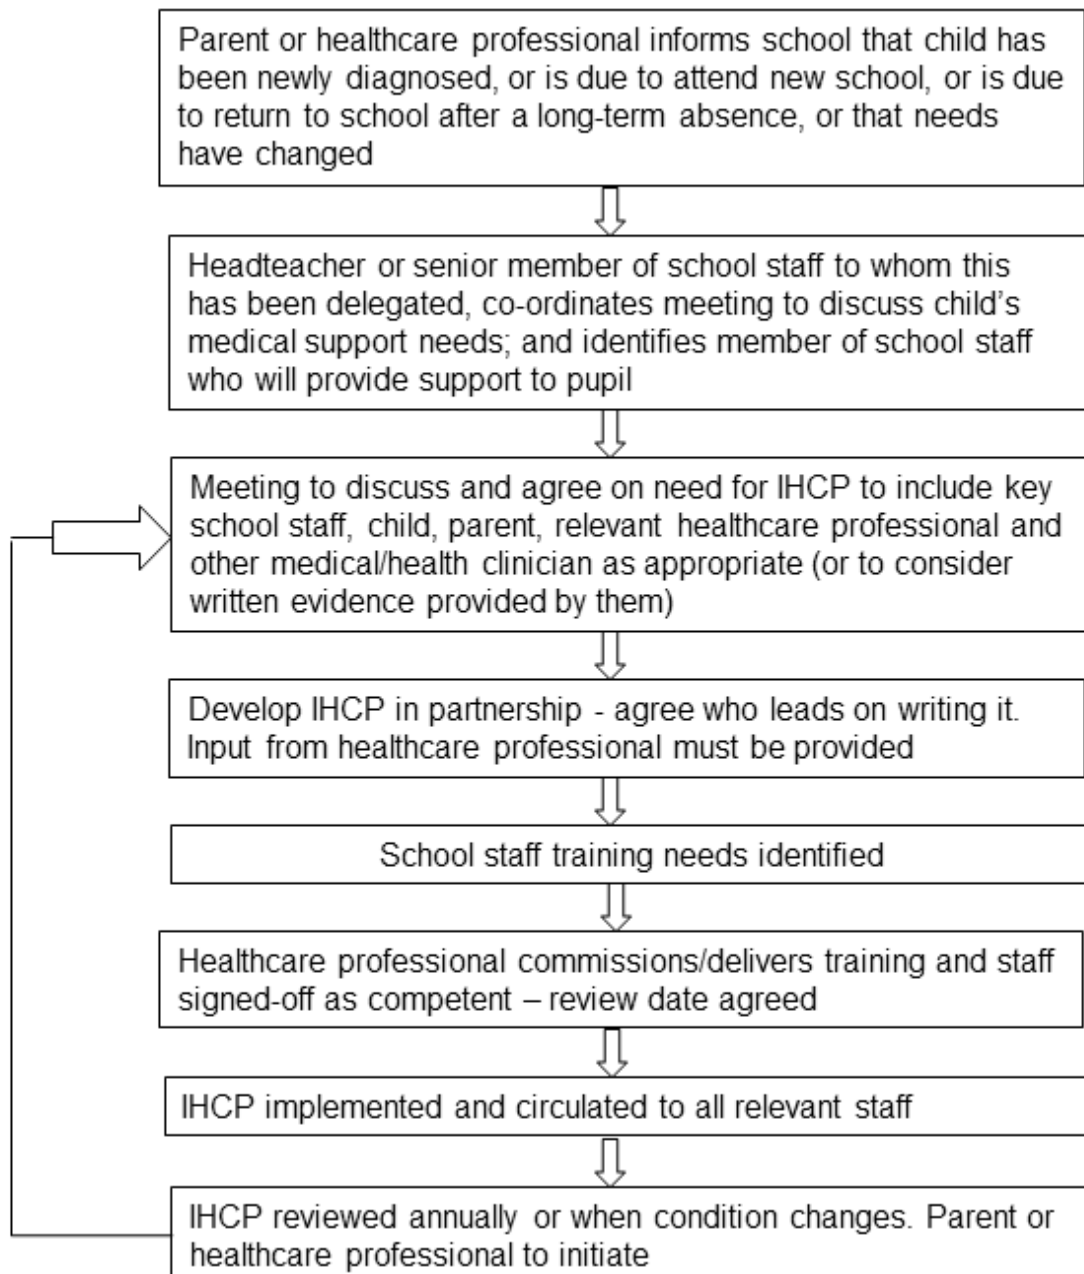 Parent or healthcare professional informs school that child has
been newly diagnosed, or is due to attend new school, or is due
to return to school after a long-term absence, or that needs
have changed
Headteacher or senior member of school staff to whom this
has been delegated, co-ordinates meeting to discuss child’s
medical support needs; and identifies member of school staff
who will provide support to pupil
Meeting to discuss and agree on need for IHCP to include key
school staff, child, parent, relevant healthcare professional and
other medical/health clinician as appropriate (or to consider
written evidence provided by them)
Develop IHCP in partnership - agree who leads on writing it.
Input from healthcare professional must be provided
School staff training needs identified
Healthcare professional commissions/delivers training and staff
signed-off as competent – review date agreed
IHCP implemented and circulated to all relevant staff
IHCP reviewed annually or when condition changes. Parent or
healthcare professional to initiate